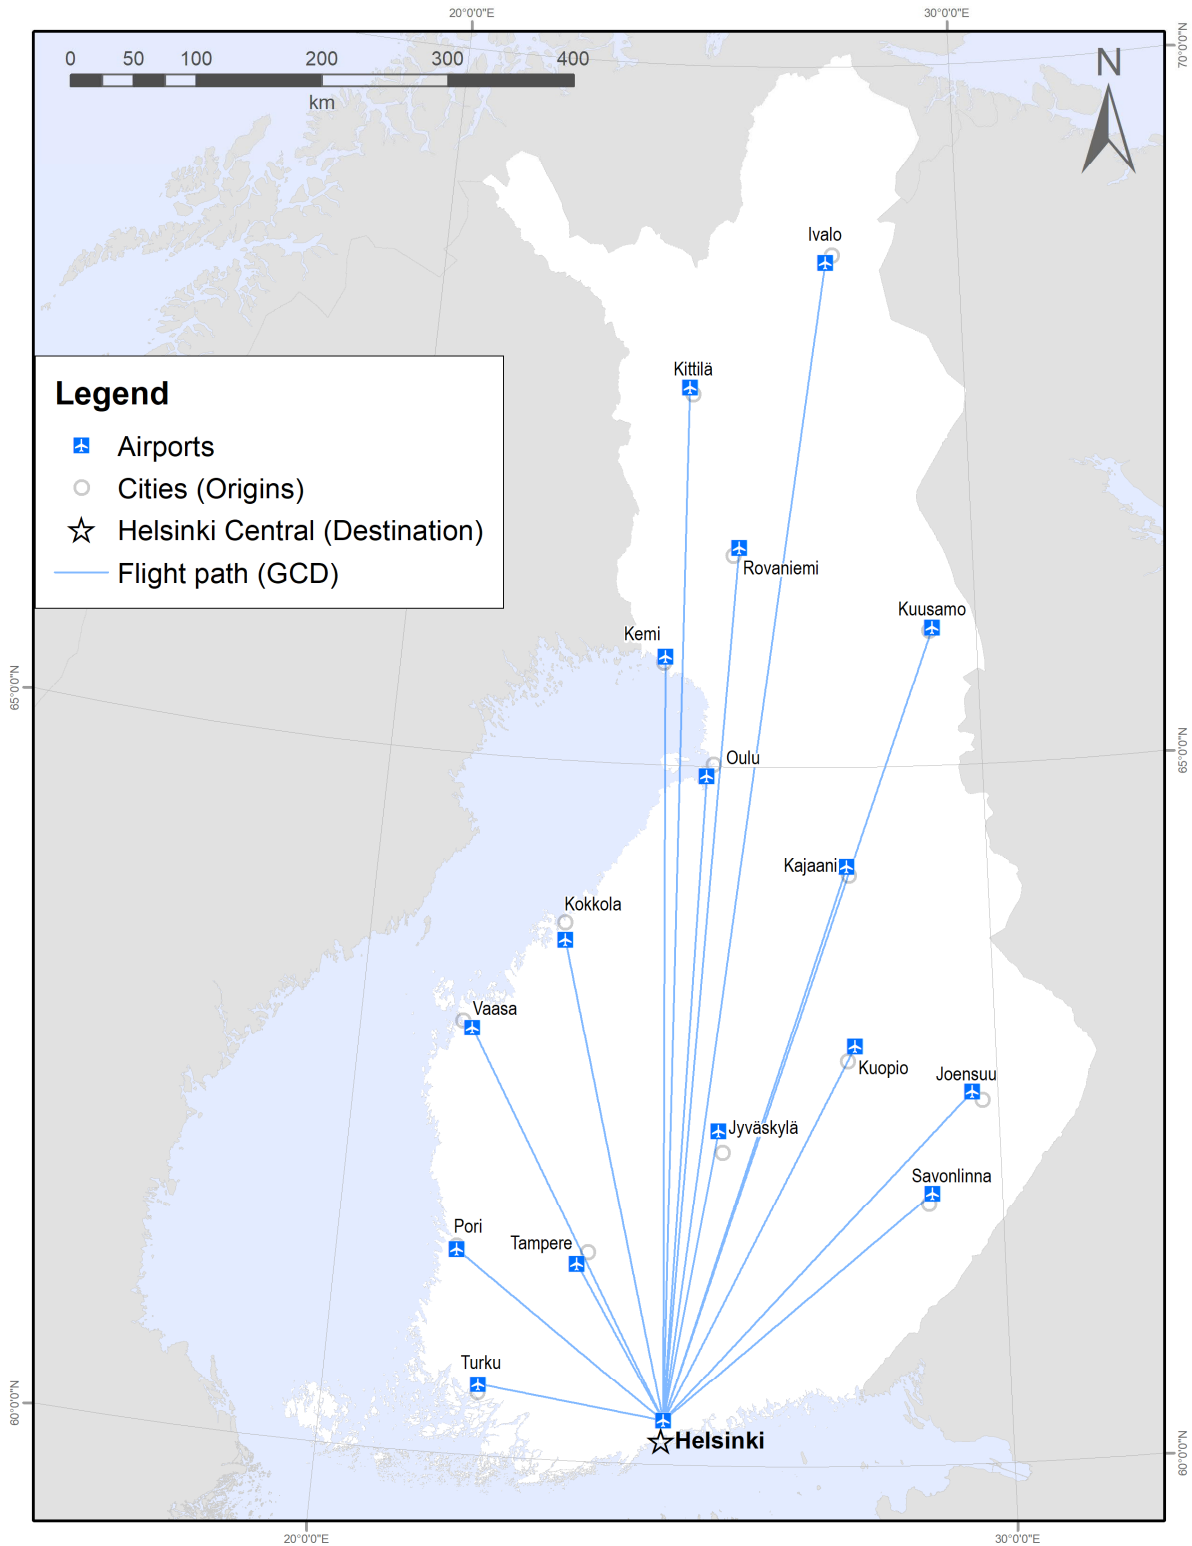 20°0'0"E
30°0'0"E
0 50 100 200 300 400
km
N
70°0'0"N
Ivalo
Kittilä
Legend
Airports
Cities (Origins)
Helsinki Central (Destination)
Flight path (GCD)
Rovaniemi
Kuusamo
Kemi
65°0'0"N
Oulu
65°0'0"N
Kajaani
Kokkola
Vaasa
Kuopio
Joensuu
Jyväskylä
Savonlinna
Pori
Tampere
Turku
60°0'0"N
Helsinki
60°0'0"N
20°0'0"E
30°0'0"E